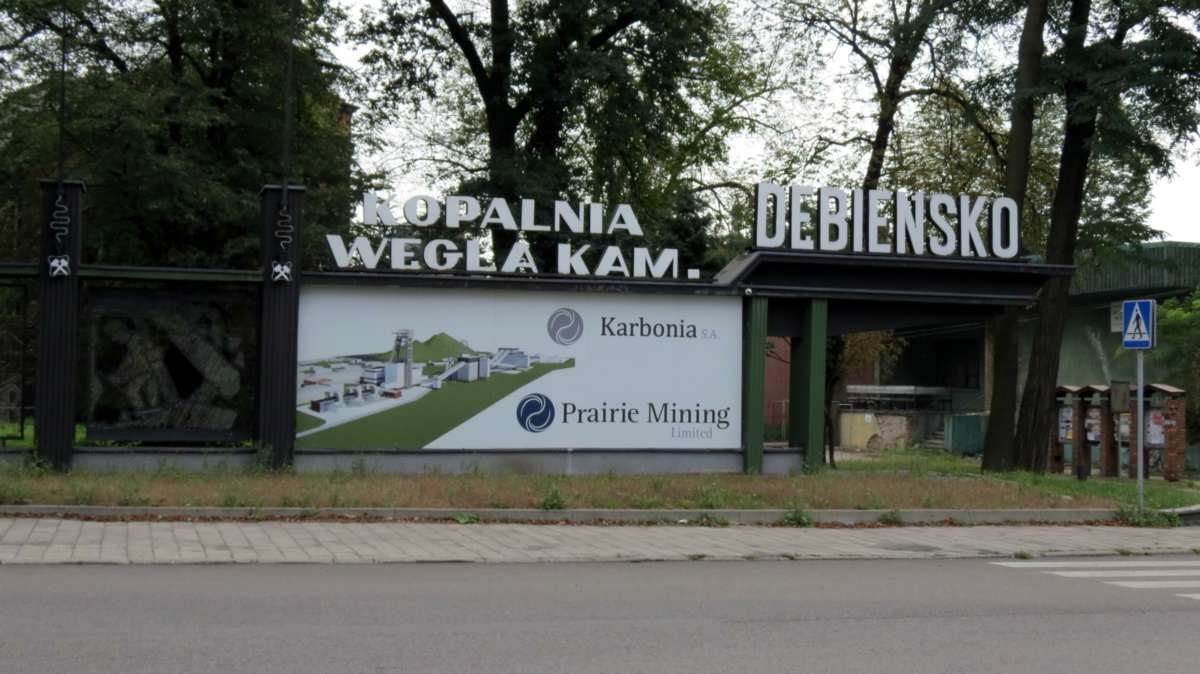 KOPALNIA
WEGLA KAM.
DEBIENSKO
Karbonia S.A.
Prairie Mining
Limited